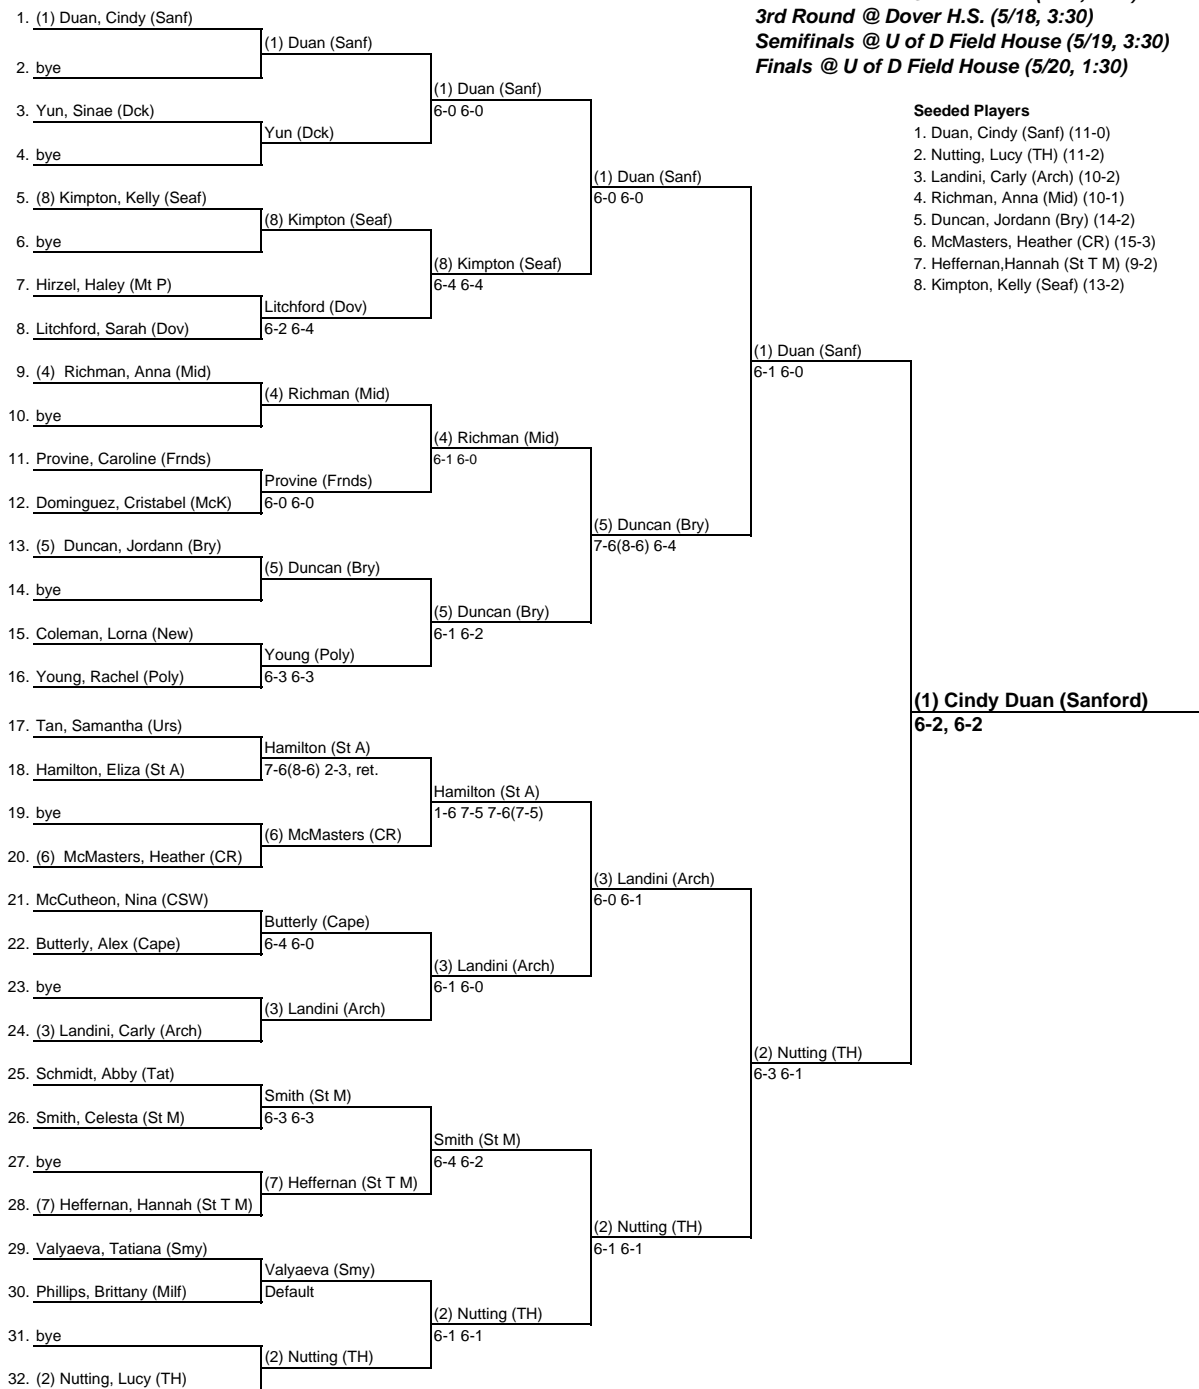 3rd Round @ Dover H.S. (5/18, 3:30)
Semifinals @ U of D Field House (5/19, 3:30)
Finals @ U of D Field House (5/20, 1:30)
Seeded Players
1. Duan, Cindy (Sanf) (11-0)
2. Nutting, Lucy (TH) (11-2)
3. Landini, Carly (Arch) (10-2)
4. Richman, Anna (Mid) (10-1)
5. Duncan, Jordann (Bry) (14-2)
6. McMasters, Heather (CR) (15-3)
7. Heffernan,Hannah (St T M) (9-2)
8. Kimpton, Kelly (Seaf) (13-2)
1. (1) Duan, Cindy (Sanf)
2. bye
3. Yun, Sinae (Dck)
4. bye
5. (8) Kimpton, Kelly (Seaf)
6. bye
7. Hirzel, Haley (Mt P)
8. Litchford, Sarah (Dov)
9. (4) Richman, Anna (Mid)
10. bye
11. Provine, Caroline (Frnds)
12. Dominguez, Cristabel (McK)
13. (5) Duncan, Jordann (Bry)
14. bye
15. Coleman, Lorna (New)
16. Young, Rachel (Poly)
17. Tan, Samantha (Urs)
18. Hamilton, Eliza (St A)
19. bye
20. (6) McMasters, Heather (CR)
21. McCutheon, Nina (CSW)
22. Butterly, Alex (Cape)
23. bye
24. (3) Landini, Carly (Arch)
25. Schmidt, Abby (Tat)
26. Smith, Celesta (St M)
27. bye
28. (7) Heffernan, Hannah (St T M)
29. Valyaeva, Tatiana (Smy)
30. Phillips, Brittany (Milf)
31. bye
32. (2) Nutting, Lucy (TH)
(1) Duan (Sanf)
Yun (Dck)
(8) Kimpton (Seaf)
Litchford (Dov)
6-2 6-4
(4) Richman (Mid)
Provine (Frnds)
6-0 6-0
(5) Duncan (Bry)
Young (Poly)
6-3 6-3
Hamilton (St A)
7-6(8-6) 2-3, ret.
(6) McMasters (CR)
Butterly (Cape)
6-4 6-0
(3) Landini (Arch)
Smith (St M)
6-3 6-3
(7) Heffernan (St T M)
Valyaeva (Smy)
Default
(2) Nutting (TH)
(1) Duan (Sanf)
6-0 6-0
(8) Kimpton (Seaf)
6-4 6-4
(4) Richman (Mid)
6-1 6-0
(5) Duncan (Bry)
6-1 6-2
Hamilton (St A)
1-6 7-5 7-6(7-5)
(3) Landini (Arch)
6-1 6-0
Smith (St M)
6-4 6-2
(2) Nutting (TH)
6-1 6-1
(1) Duan (Sanf)
6-0 6-0
(5) Duncan (Bry)
7-6(8-6) 6-4
(3) Landini (Arch)
6-0 6-1
(2) Nutting (TH)
6-1 6-1
(1) Duan (Sanf)
6-1 6-0
(2) Nutting (TH)
6-3 6-1
(1) Cindy Duan (Sanford)
6-2, 6-2